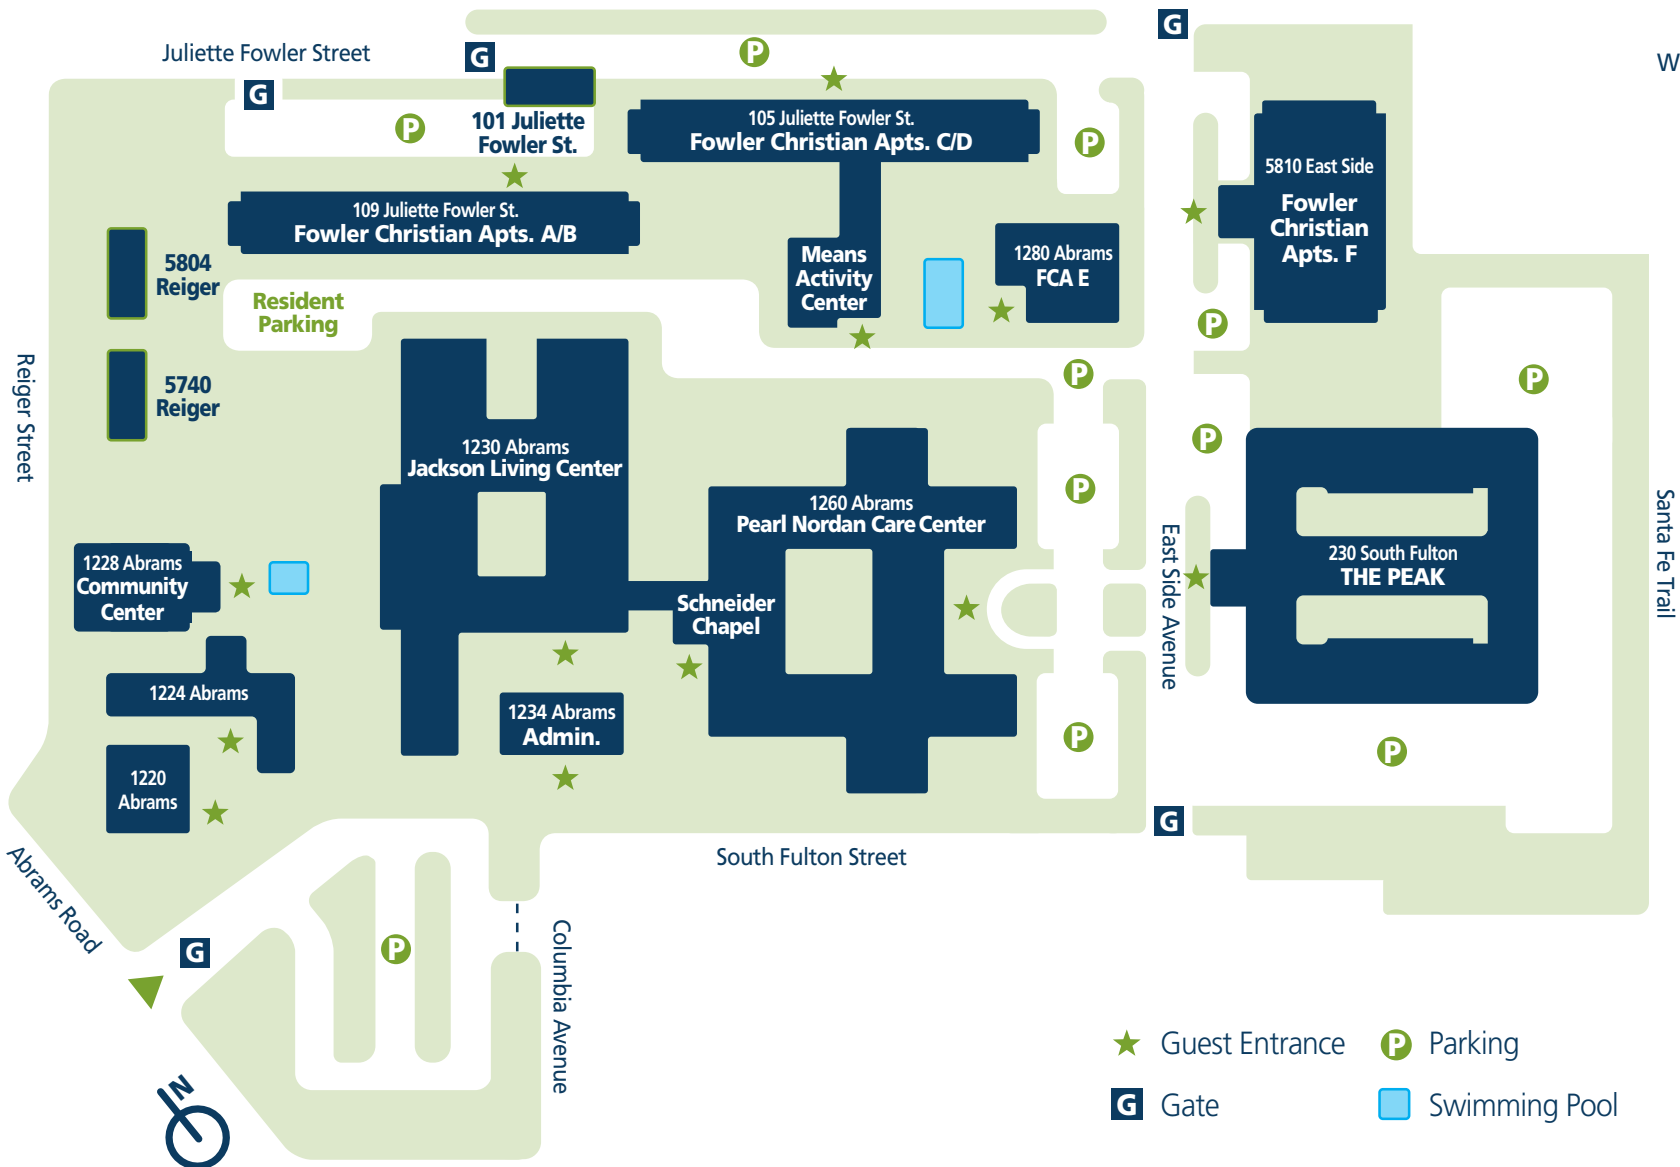 G
P
Juliette Fowler Street
G
W
G
P
101 Juliette
Fowler St.
105 Juliette Fowler St.
Fowler Christian Apts. C/D
P
5810 East Side
Fowler
Christian
Apts. F
109 Juliette Fowler St.
Fowler Christian Apts. A/B
5804
Reiger
Means
Activity
Center
1280 Abrams
FCA E
Resident
Parking
P
Reiger Street
5740
Reiger
P
P
P
1230 Abrams
Jackson Living Center
P
1260 Abrams
Pearl Nordan Care Center
East Side Avenue
230 South Fulton
THE PEAK
Santa Fe Trail
1228 Abrams
Community
Center
Schneider
Chapel
1224 Abrams
1234 Abrams
Admin.
P
P
1220
Abrams
G
South Fulton Street
Abrams Road
G
P
Columbia Avenue
N
Guest Entrance
P Parking
G Gate
Swimming Pool